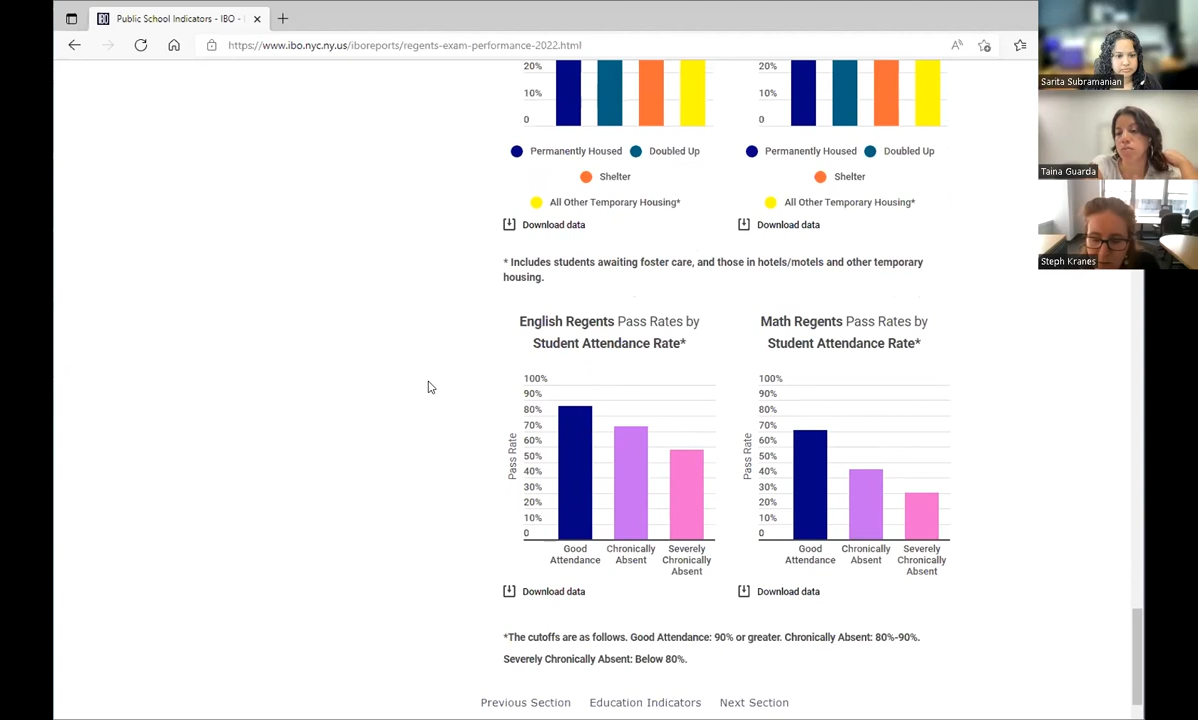 Public School Indicators - IBO -
https://www.ibo.nyc.ny.us/iboreports/regents-exam-performance-2022.html
Sarita Subramanian
Taina Guarda
Steph Kranes
20%
10%
0
Permanently Housed Doubled Up
Shelter
All Other Temporary Housing*
Download data
20%
10%
0
Permanently Housed Doubled Up
Shelter
All Other Temporary Housing*
Download data
* Includes students awaiting foster care, and those in hotels/motels and other temporary
housing.
English Regents Pass Rates by
Student Attendance Rate*
100%
90%
80%
70%
60%
50%
40%
30%
20%
10%
0
Pass Rate
Good
Attendance
Chronically
Absent
Severely
Chronically
Absent
Download data
Math Regents Pass Rates by
Student Attendance Rate*
100%
90%
80%
70%
60%
50%
40%
30%
20%
10%
0
Pass Rate
Good
Attendance
Chronically
Absent
Severely
Chronically
Absent
Download data
*The cutoffs are as follows. Good Attendance: 90% or greater. Chronically Absent: 80%-90%.
Severely Chronically Absent: Below 80%.
Previous Section Education Indicators Next Section